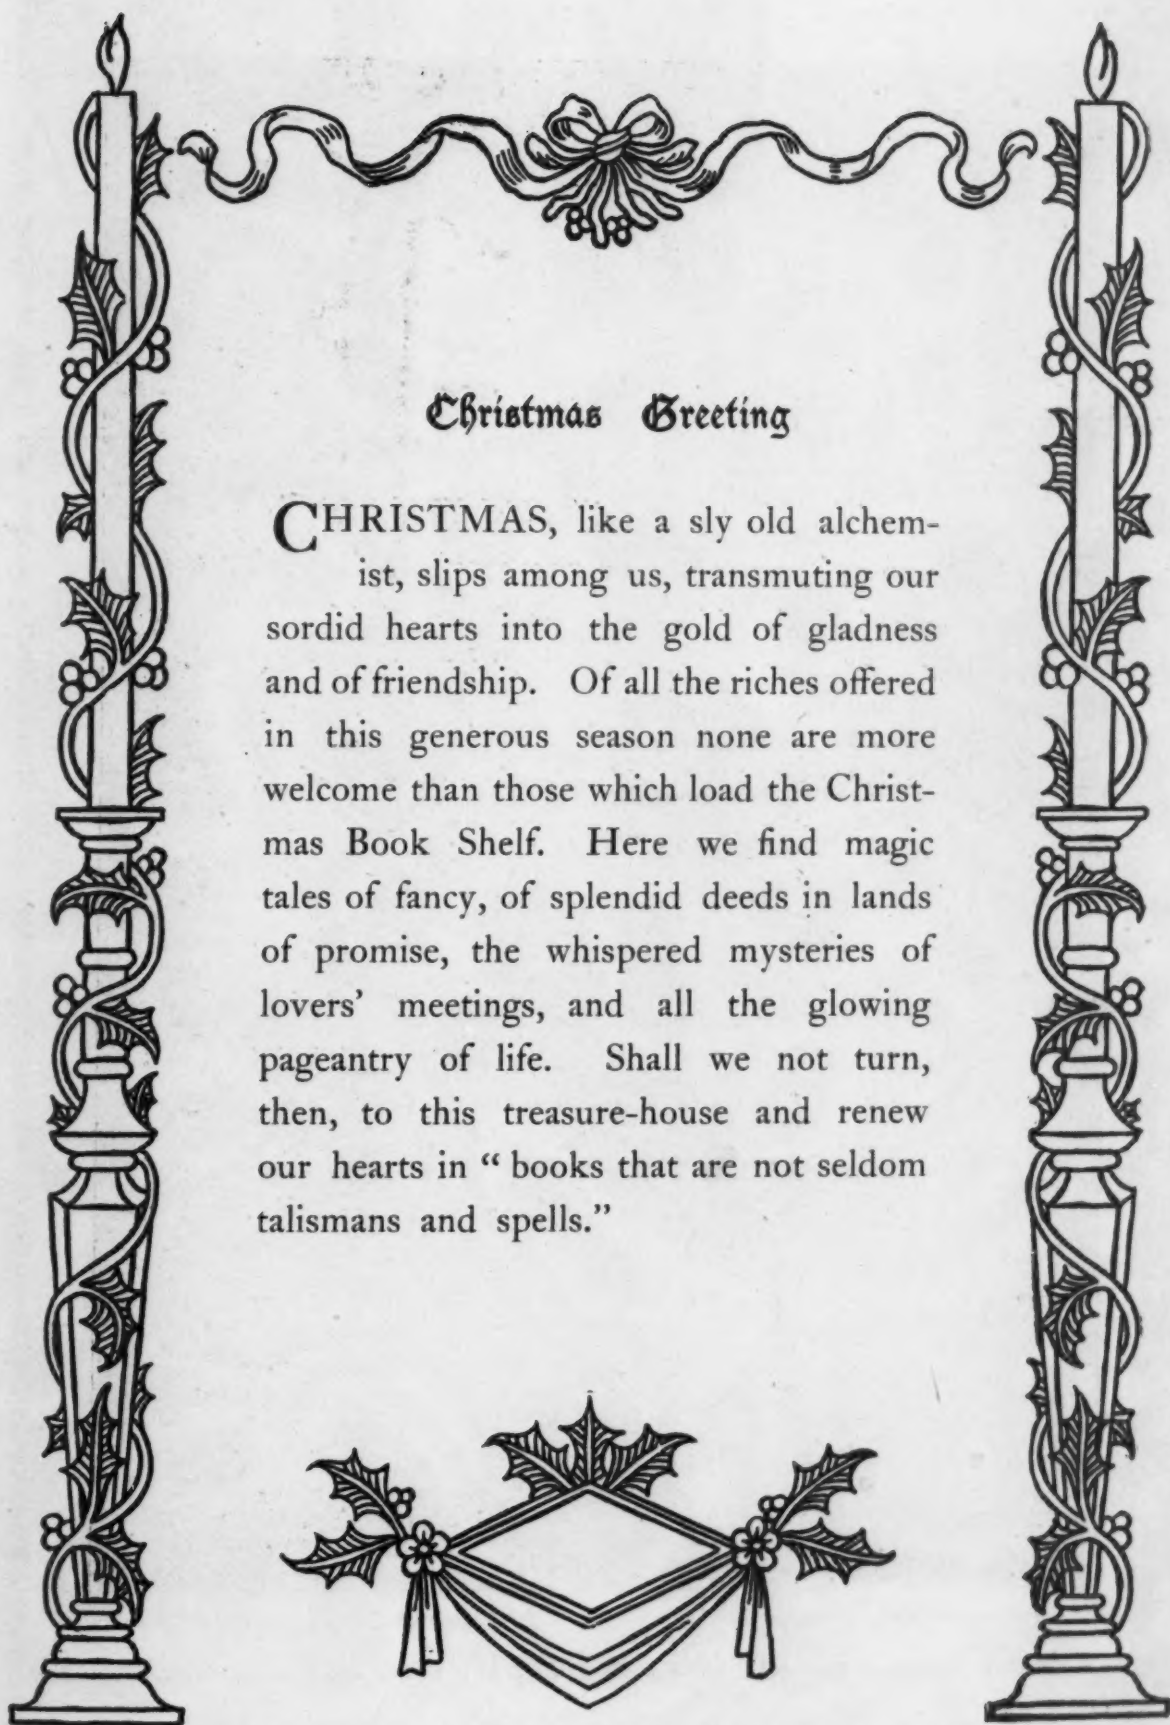 Christmas Greeting
CHRISTMAS, like a sly old alchem-
ist, slips among us, transmuting our
sordid hearts into the gold of gladness
and of friendship. Of all the riches offered
in this generous season none are more
welcome than those which load the Christ-
mas Book Shelf. Here we find magic
tales of fancy, of splendid deeds in lands
of promise, the whispered mysteries of
lovers’ meetings, and all the glowing
pageantry of life. Shall we not turn,
then, to this treasure-house and renew
our hearts in “ books that are not seldom
talismans and spells.”